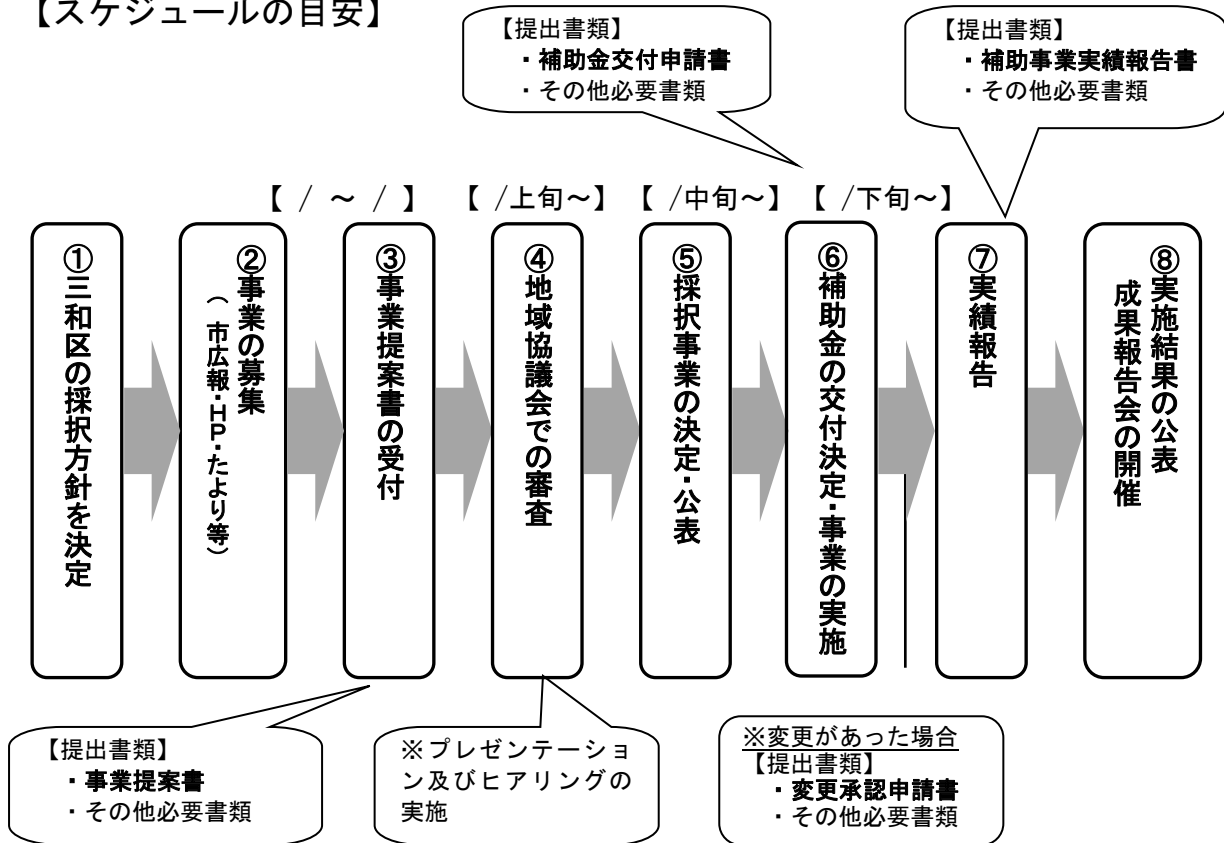 【スケジュールの目安】
【提出書類】
・補助金交付申請書
・その他必要書類
【提出書類】
・補助事業実績報告書
・その他必要書類
【 / ～ / 】
【 /上旬～】
【 /中旬～】
【 /下旬～】
①三和区の採択方針を決定
②事業の募集
（ 市広報・HP・たより等）
③事業提案書の受付
④地域協議会での審査
⑤採択事業の決定・公表
⑥補助金の交付決定・事業の実施
⑦実績報告
⑧実施結果の公表
成果報告会の開催
【提出書類】
・事業提案書
・その他必要書類
※プレゼンテーショ
ン及びヒアリングの
実施
※変更があった場合
【提出書類】
・変更承認申請書
・その他必要書類